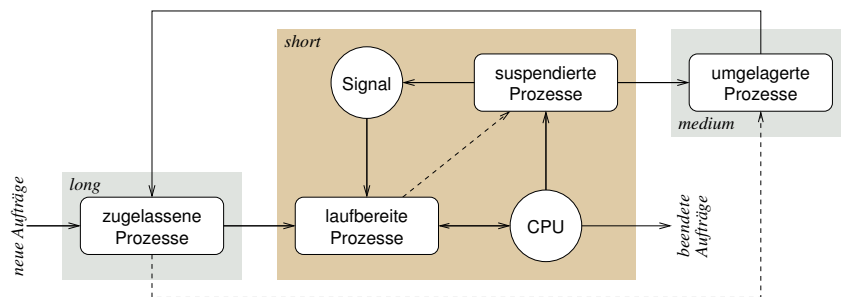 short
Signal
suspendierte
Prozesse
umgelagerte
Prozesse
medium
long
neue Aufträge
zugelassene
Prozesse
laufbereite
Prozesse
CPU
beendete
Aufträge